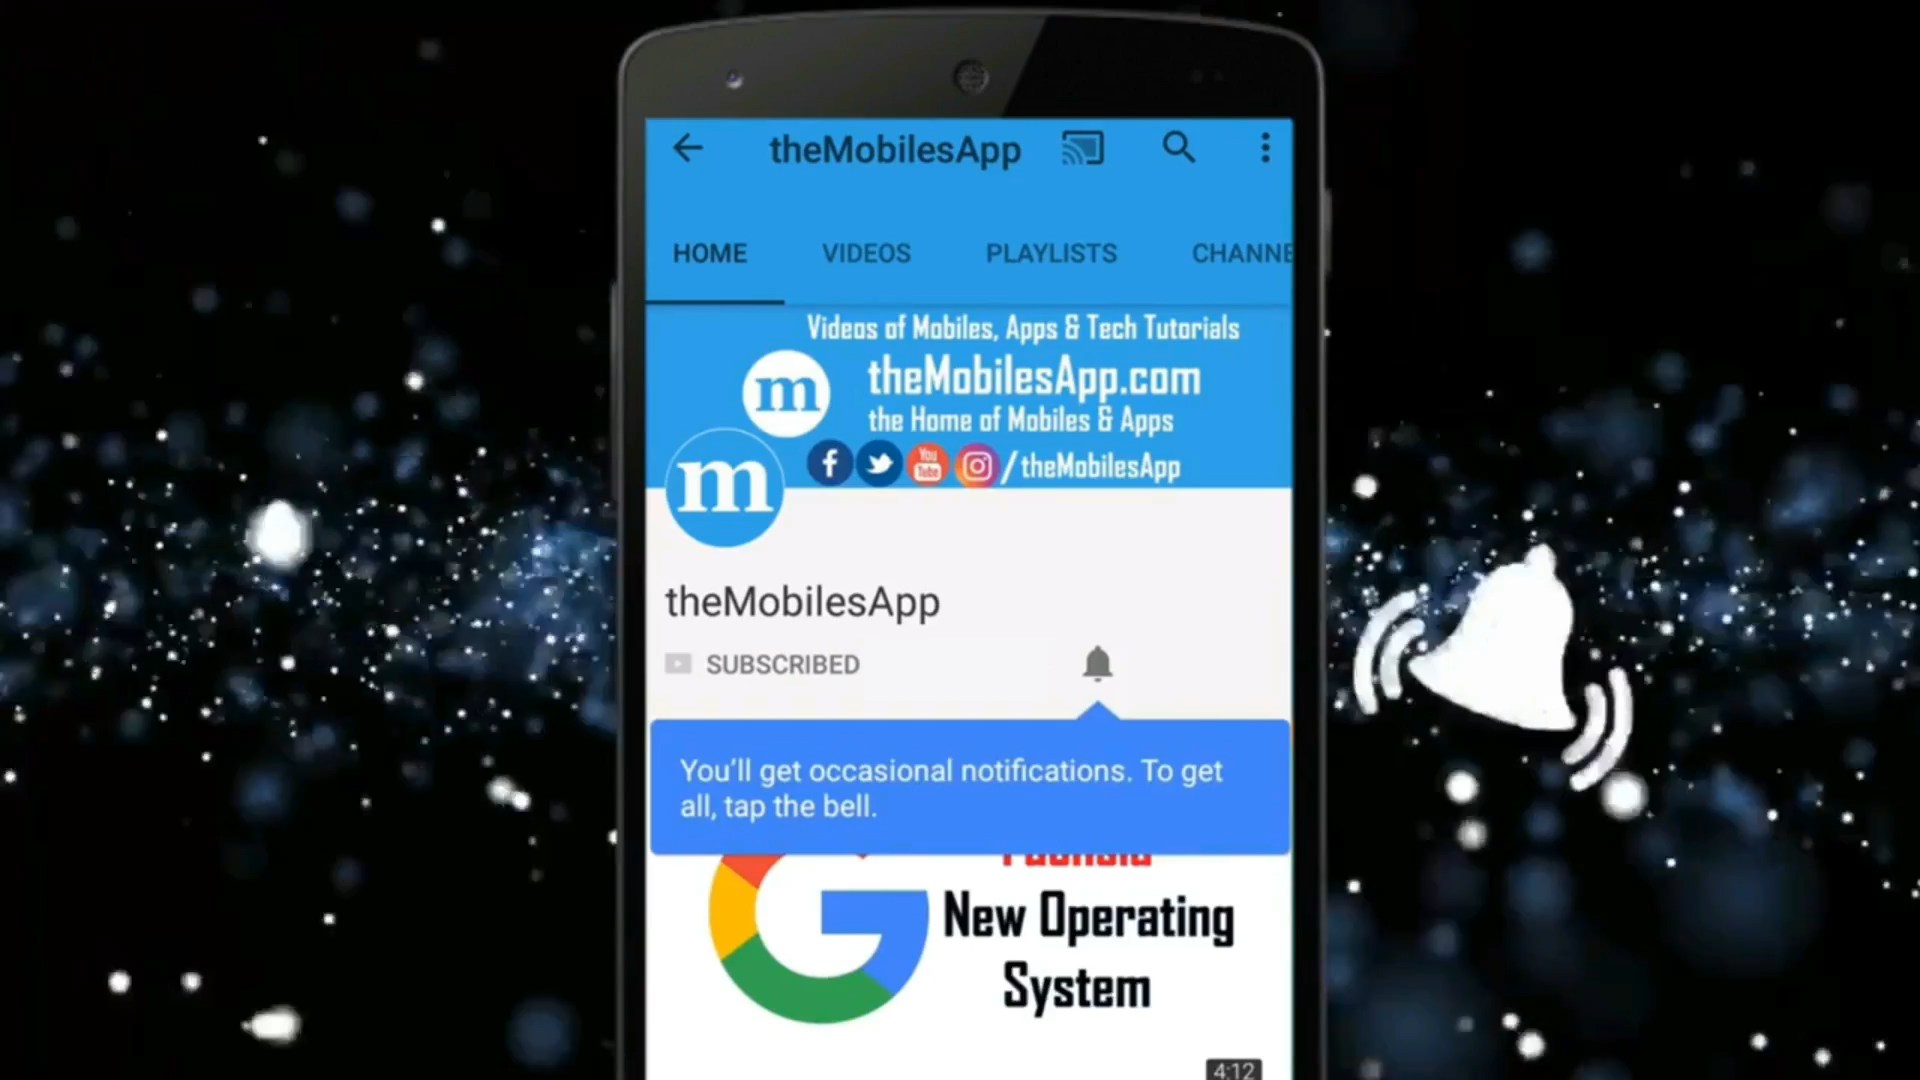 theMobilesApp
HOME VIDEOS PLAYLISTS CHANNE
Videos of Mobiles, Apps & Tech Tutorials
m theMobilesApp.com
the Home of Mobiles & Apps
f You Tube /theMobilesApp
m
theMobilesApp
SUBSCRIBED
You'll get occasional notifications. To get
all, tap the bell.
New Operating
System
4:12